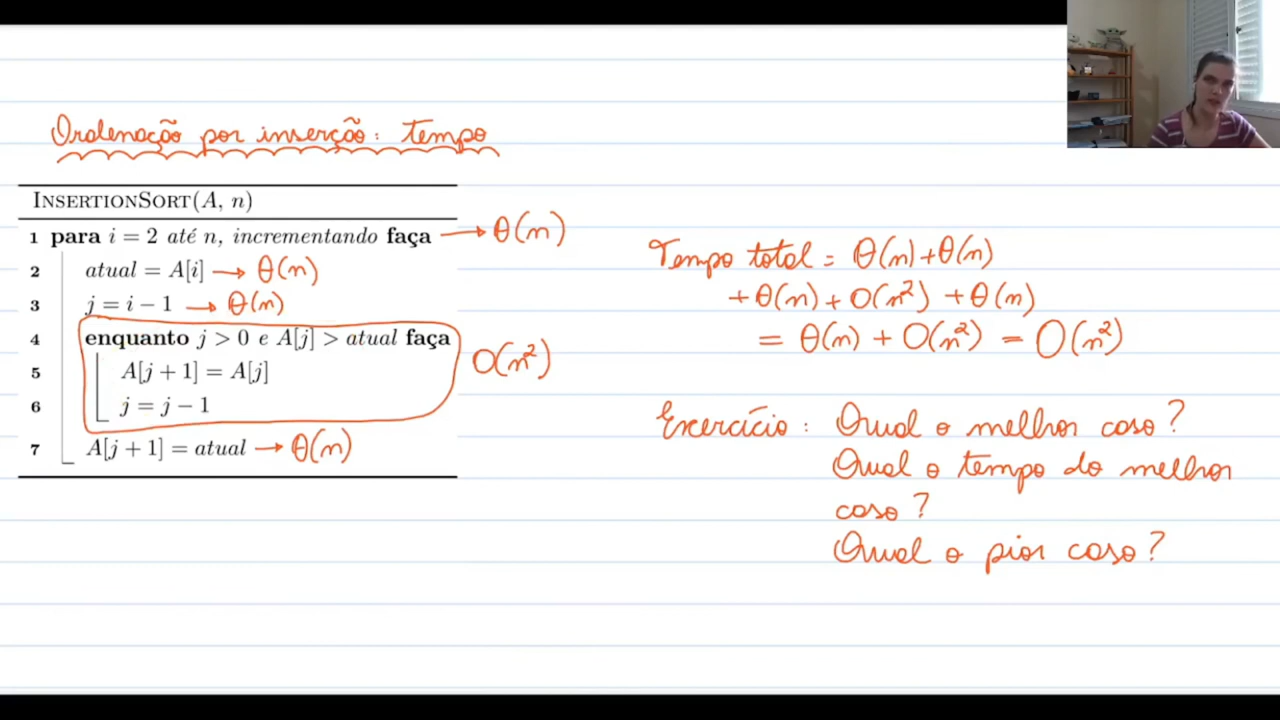 Ordenação por inserção: tempo
INSERTIONSORT(A, n)
1 para i = 2 até n, incrementando faça → Θ(n)
2 atual = A[i] → Θ(n)
3 j = i − 1 → Θ(n)
4 enquanto j > 0 e A[j] > atual faça
5 A[j + 1] = A[j]
O(n²)
6 j = j − 1
7 A[j + 1] = atual → Θ(n)
Tempo total = Θ(n) + Θ(n)
+ Θ(n) + O(n²) + Θ(n)
= Θ(n) + O(n²) = O(n²)
Exercício: Qual o melhor caso?
Qual o tempo do melhor
caso?
Qual o pior caso?